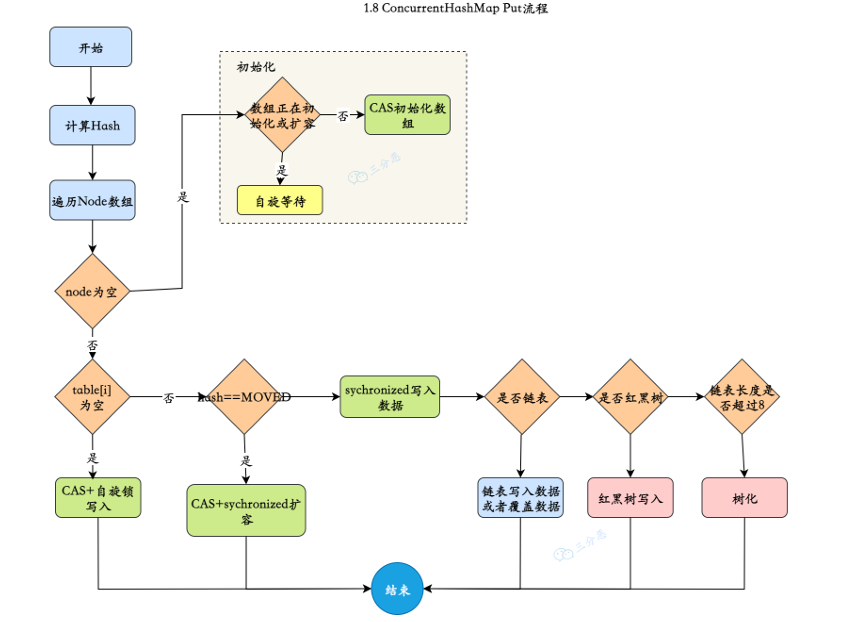 1.8 ConcurrentHashMap Put流程
开始
初始化
计算Hash
数组正在初
始化或扩容
否
CAS初始化数
组
三分恶
是
自旋等待
遍历Node数组
是
node为空
否
table[i]
为空
否
hash==MOVED
sychronized写入
数据
是否链表
是否红黑树
链表长度是
否超过8
是
是
CAS+自旋锁
写入
CAS+sychronized扩
容
链表写入数据
或者覆盖数据
红黑树写入
树化
三分恶
结束